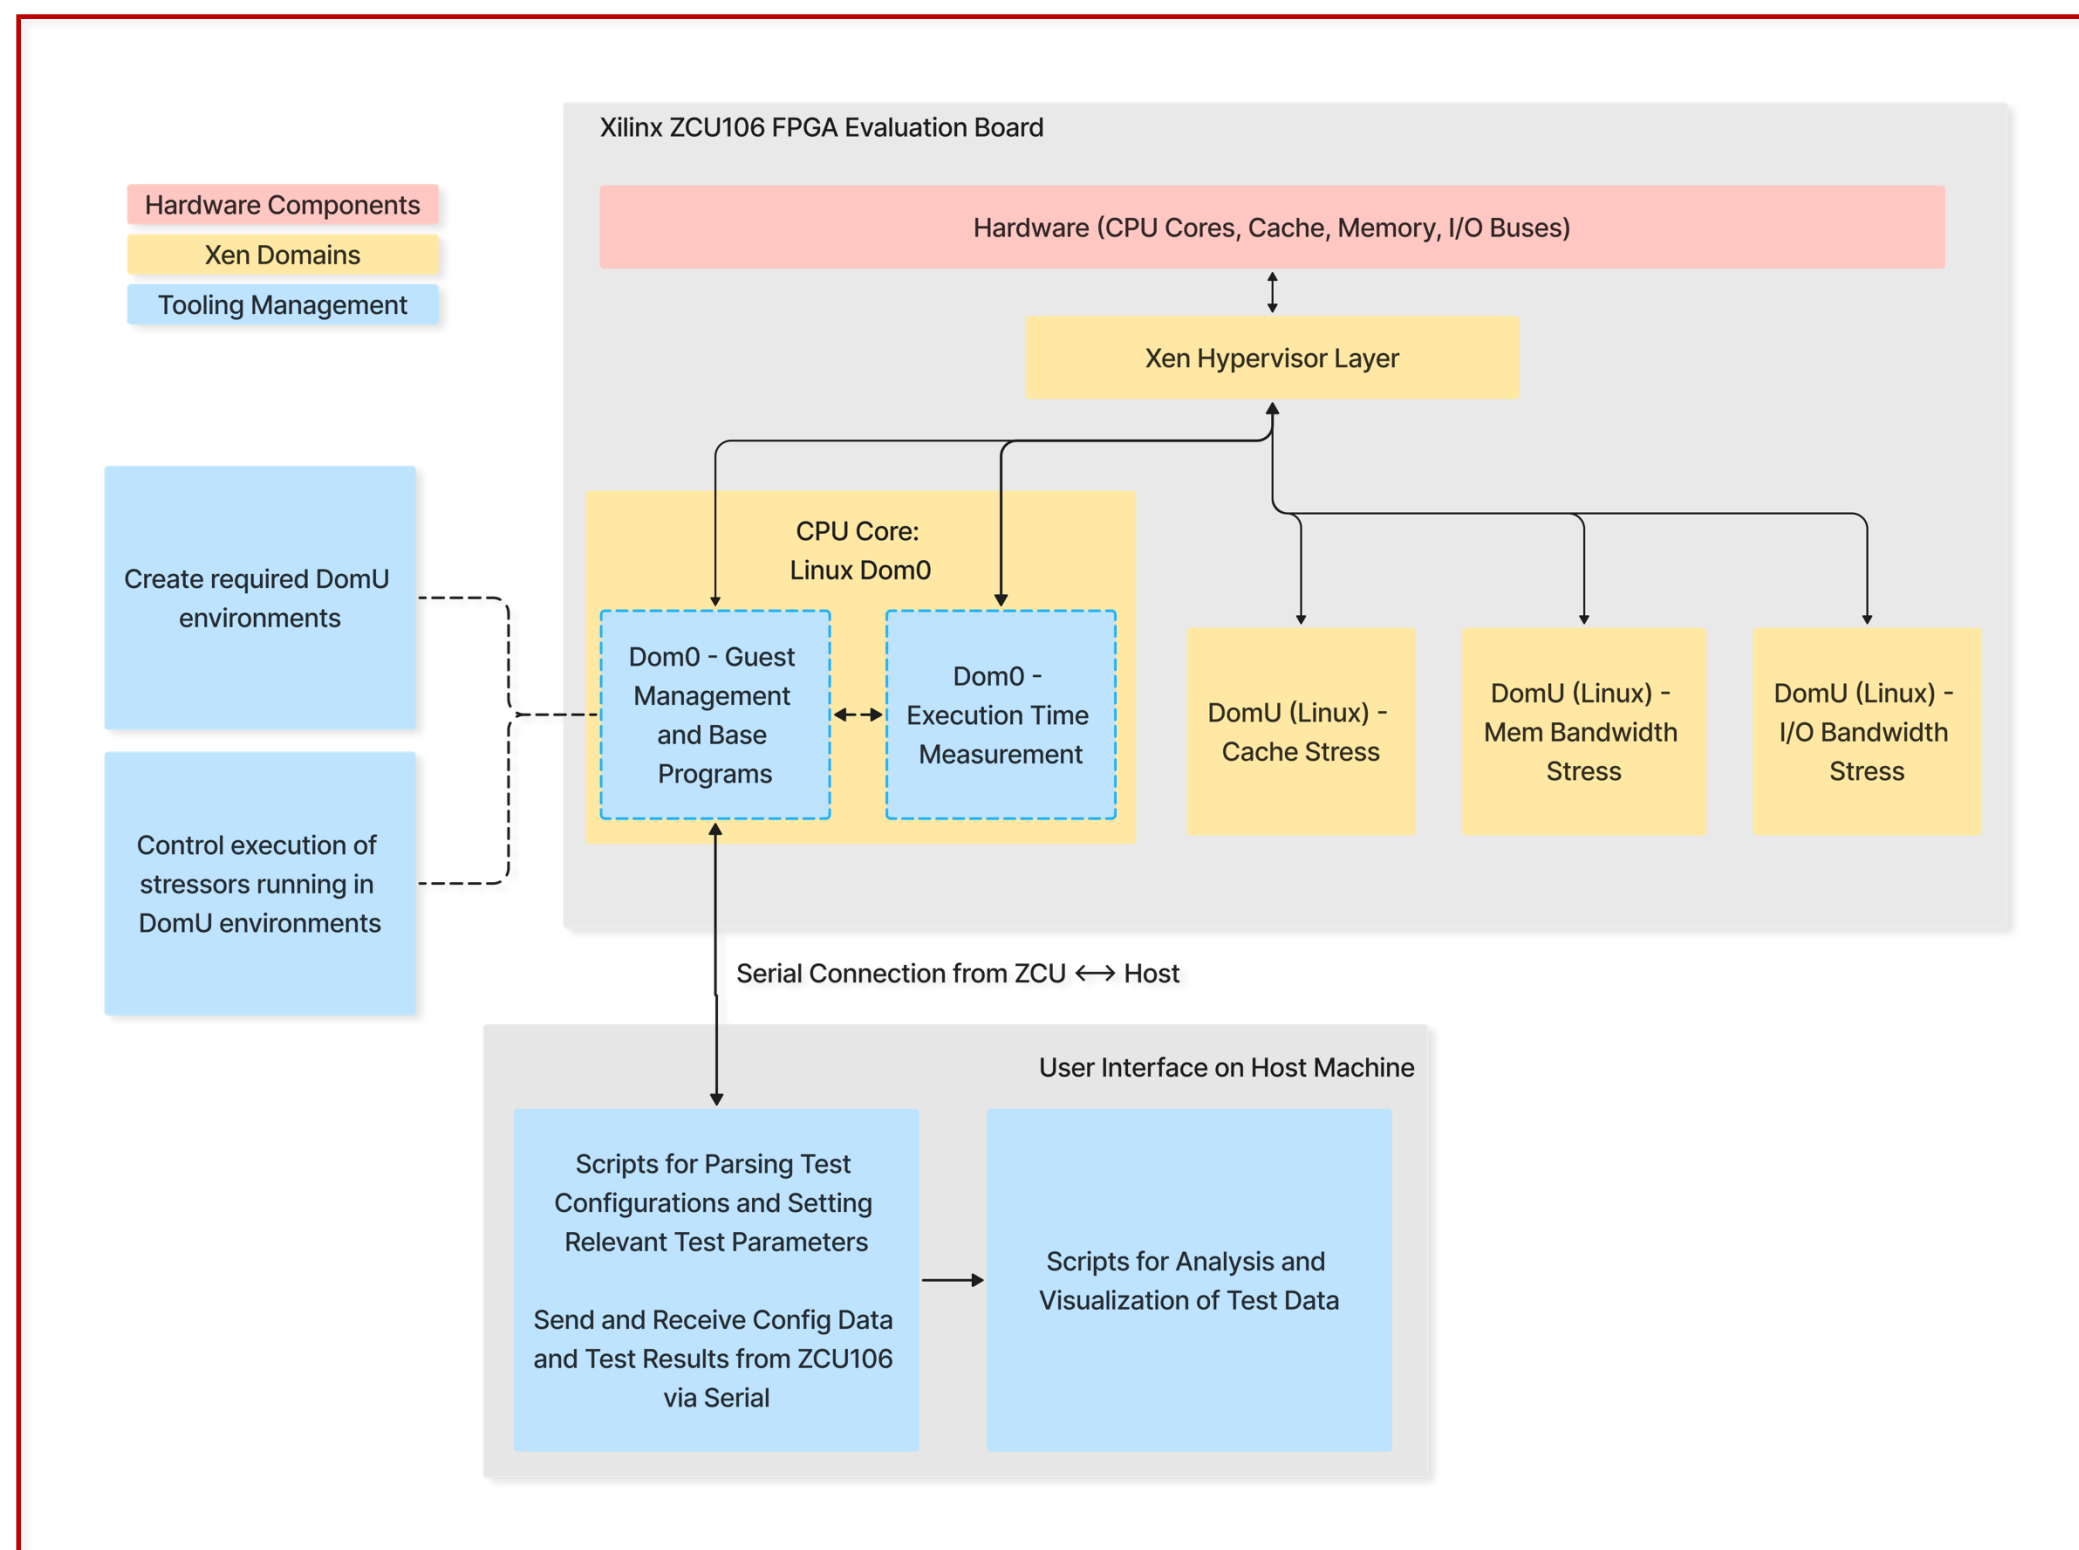 Xilinx ZCU106 FPGA Evaluation Board
Hardware Components
Xen Domains
Tooling Management
Hardware (CPU Cores, Cache, Memory, I/O Buses)
Xen Hypervisor Layer
CPU Core:
Linux Dom0
Create required DomU
environments
Control execution of
stressors running in
DomU environments
Dom0 - Guest
Management
and Base
Programs
Dom0 -
Execution Time
Measurement
DomU (Linux) -
Cache Stress
DomU (Linux) -
Mem Bandwidth
Stress
DomU (Linux) -
I/O Bandwidth
Stress
Serial Connection from ZCU <--> Host
User Interface on Host Machine
Scripts for Parsing Test
Configurations and Setting
Relevant Test Parameters
Send and Receive Config Data
and Test Results from ZCU106
via Serial
Scripts for Analysis and
Visualization of Test Data